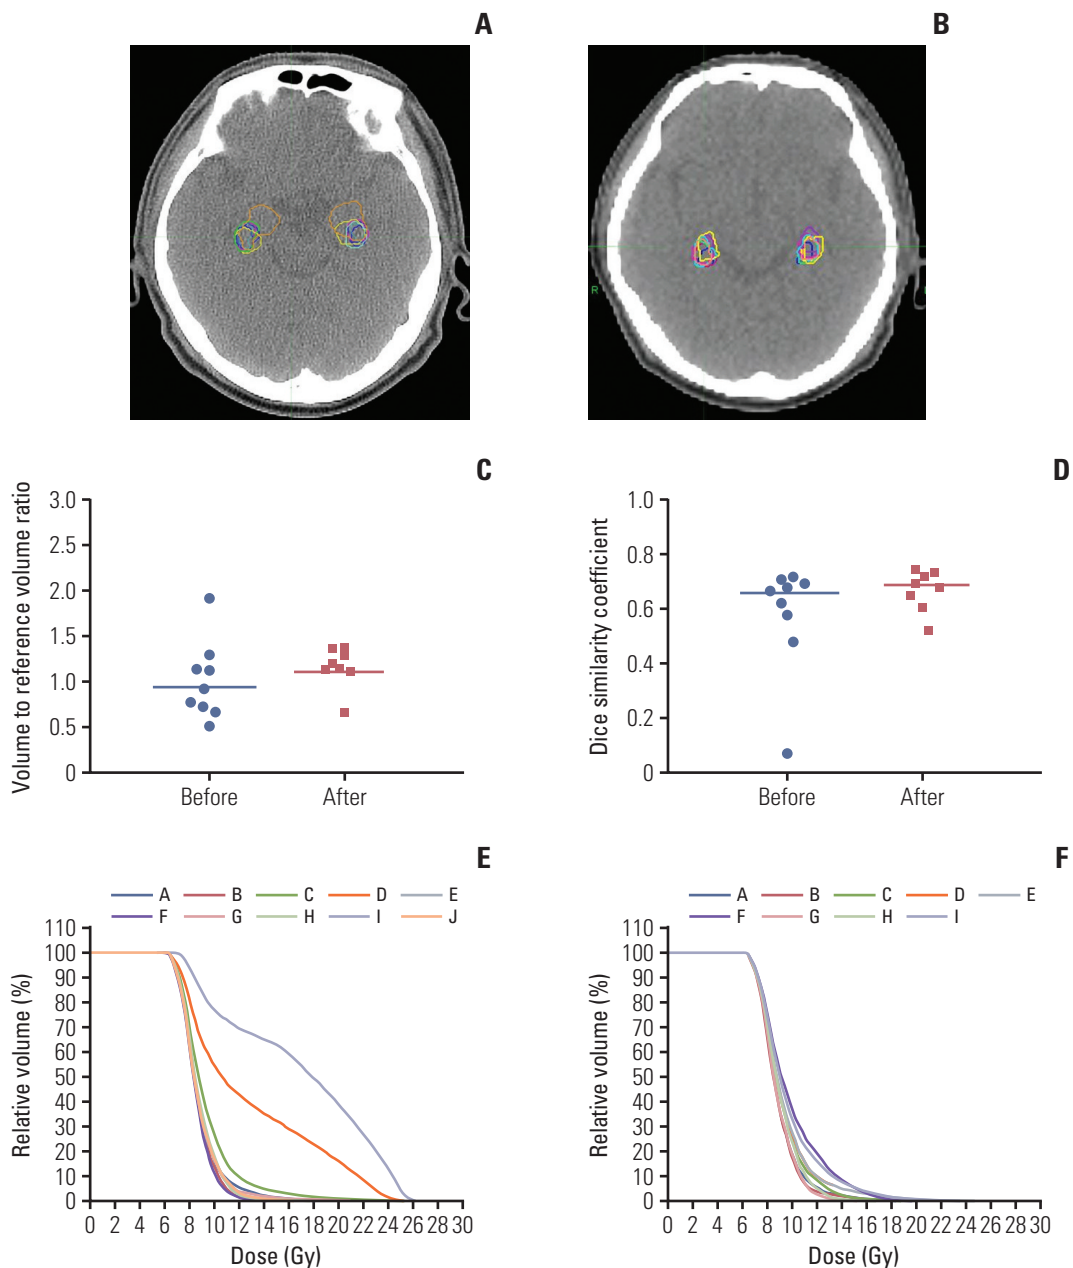 A
B
R
C
D
Volume to reference volume ratio
3.0
2.5
2.0
1.5
1.0
0.5
0
Before After
Dice similarity coefficient
1.0
0.8
0.6
0.4
0.2
0
Before After
E
F
A B C D E
F G H I J
Relative volume (%)
110
100
90
80
70
60
50
40
30
20
10
0
0 2 4 6 8 10 12 14 16 18 20 22 24 26 28 30
Dose (Gy)
A B C D E
F G H I
Relative volume (%)
110
100
90
80
70
60
50
40
30
20
10
0
0 2 4 6 8 10 12 14 16 18 20 22 24 26 28 30
Dose (Gy)